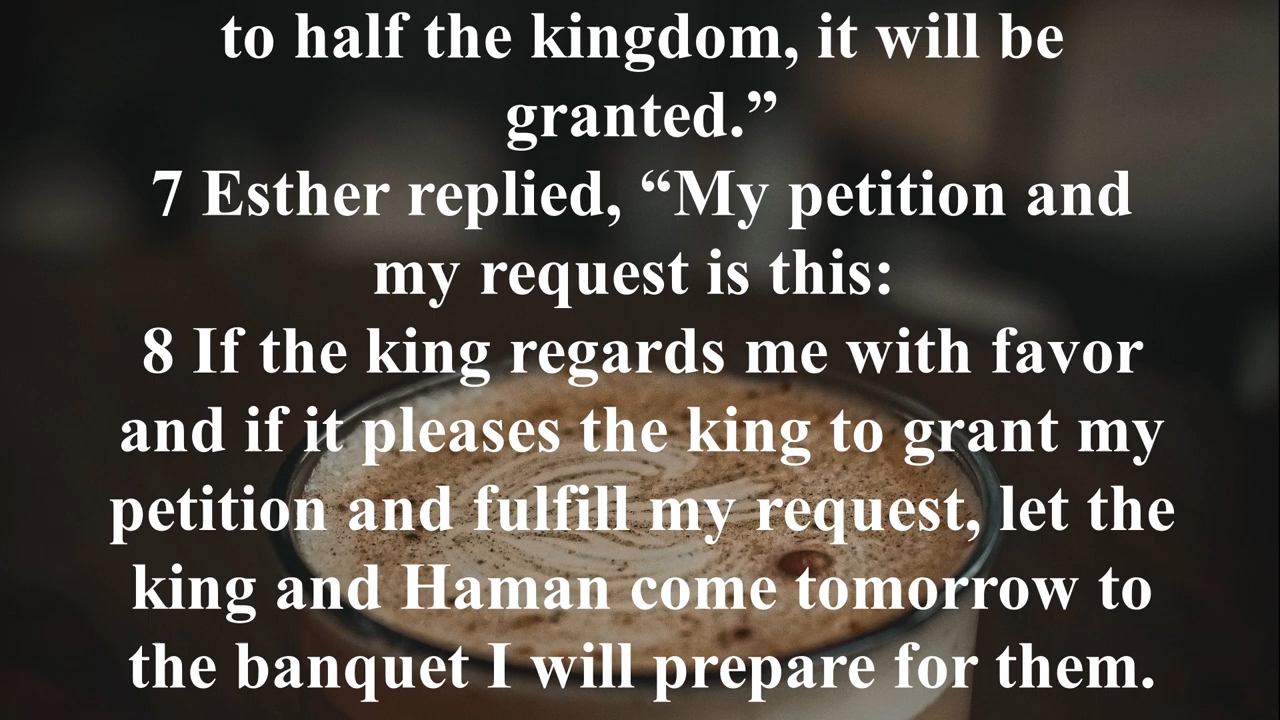 to half the kingdom, it will be
granted.”
7 Esther replied, “My petition and
my request is this:
8 If the king regards me with favor
and if it pleases the king to grant my
petition and fulfill my request, let the
king and Haman come tomorrow to
the banquet I will prepare for them.